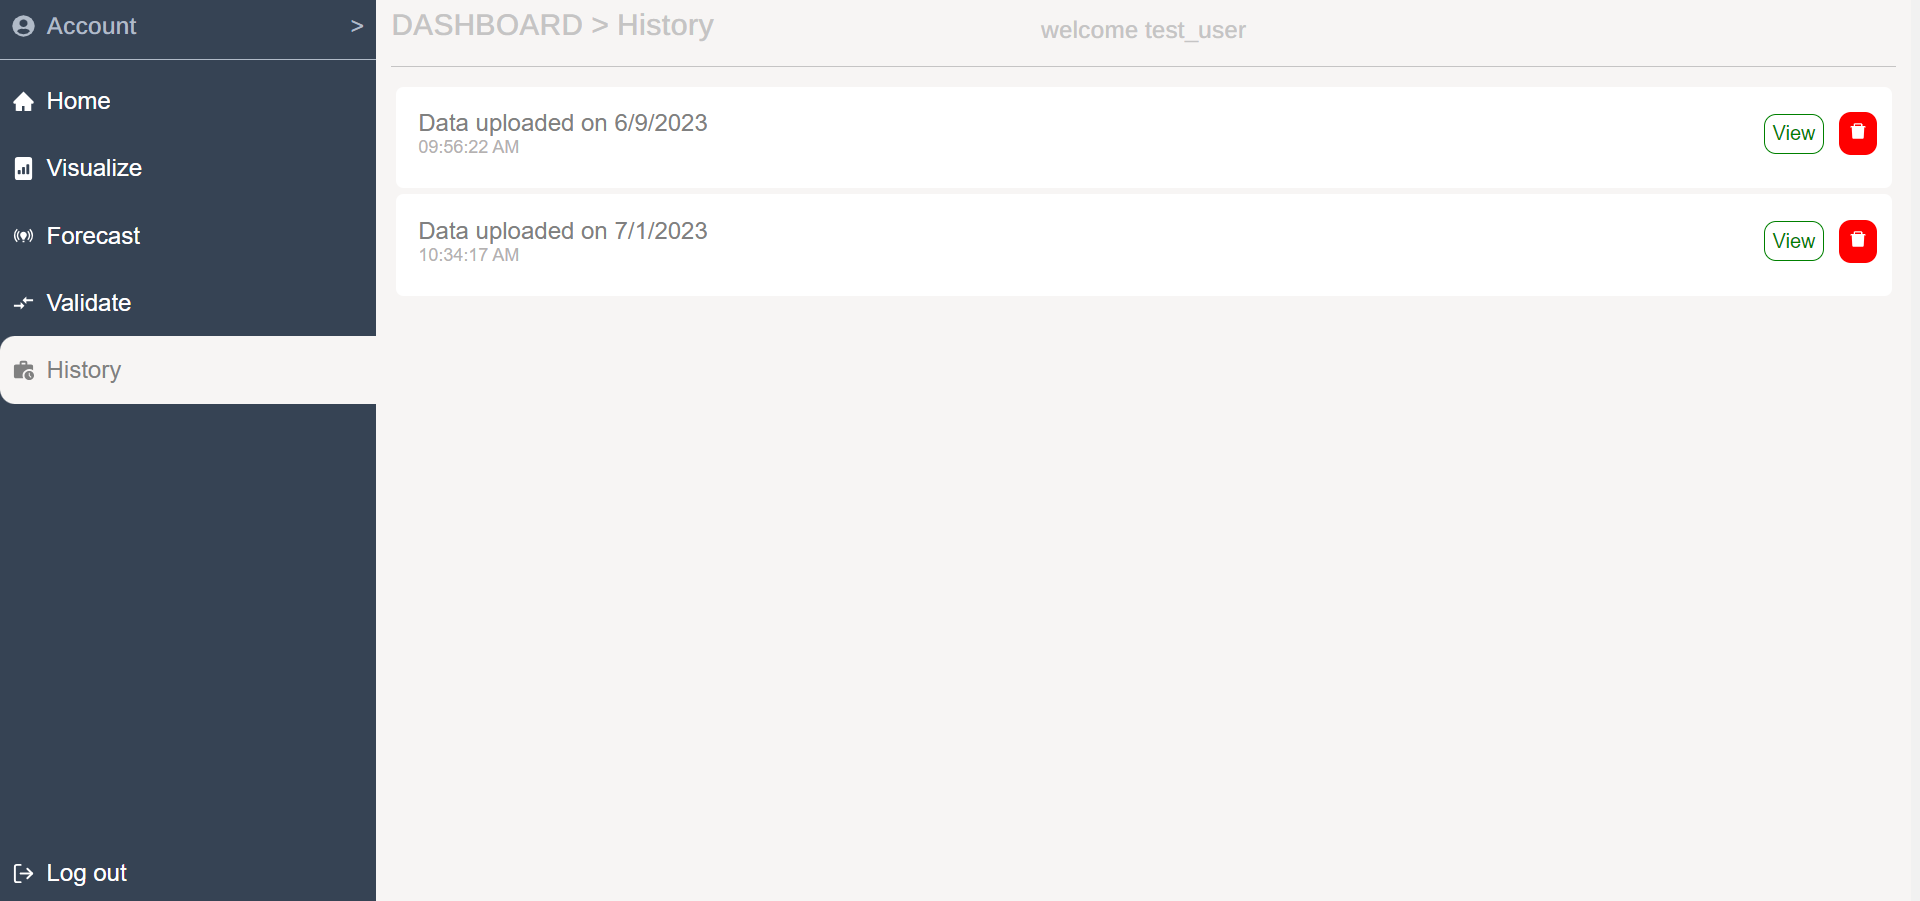 Account >
Home
Visualize
Forecast
Validate
History
Log out
DASHBOARD > History
welcome test_user
Data uploaded on 6/9/2023
09:56:22 AM
View
Data uploaded on 7/1/2023
10:34:17 AM
View